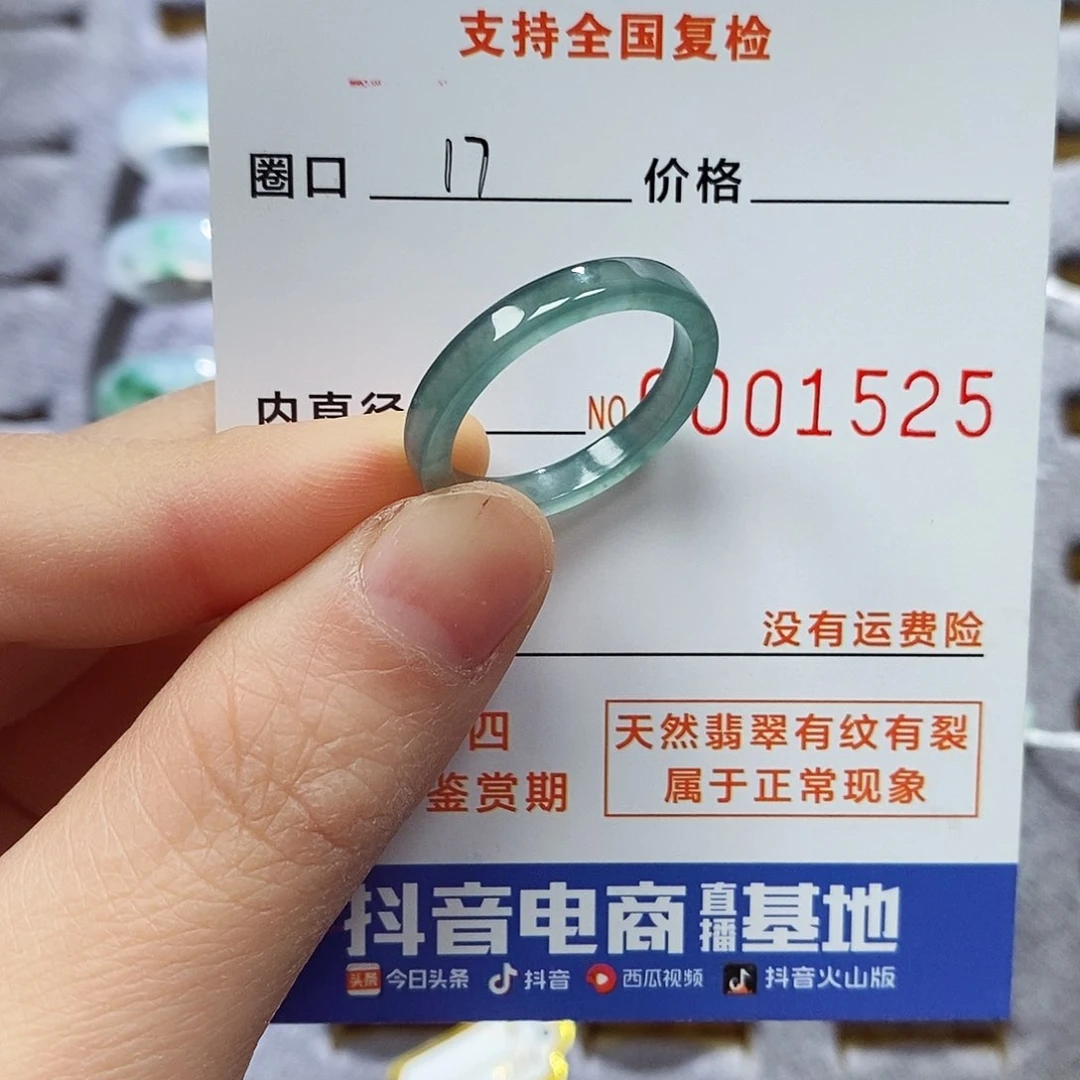 支持全国复检
圈口 17 价格
内直径 NO 0001525
没有运费险
四
鉴赏期
天然翡翠有纹有裂
属于正常现象
抖音电商直播基地
头条 今日头条 抖音 西瓜视频 抖音火山版